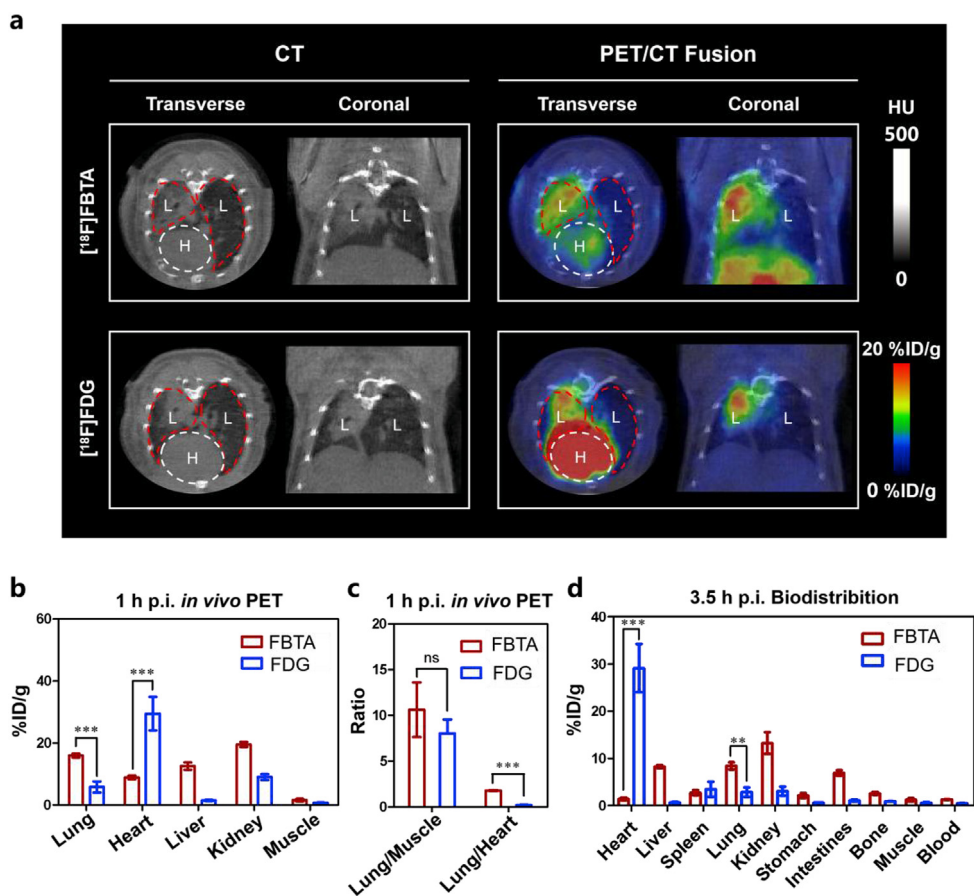 a
CT
PET/CT Fusion
Transverse
Coronal
Transverse
Coronal
HU
500
0
[¹⁸F]FBTA
L
L
H
L
L
L
L
H
L
L
[¹⁸F]FDG
L
L
H
L
L
L
L
H
L
L
20 %ID/g
0 %ID/g
b
1 h p.i. in vivo PET
%ID/g
60
40
20
0
FBTA
FDG
***
***
Lung
Heart
Liver
Kidney
Muscle
c
1 h p.i. in vivo PET
Ratio
20
15
10
5
0
FBTA
FDG
ns
***
Lung/Muscle
Lung/Heart
d
3.5 h p.i. Biodistribition
%ID/g
40
30
20
10
0
FBTA
FDG
***
**
Heart
Liver
Spleen
Lung
Kidney
Stomach
Intestines
Bone
Muscle
Blood